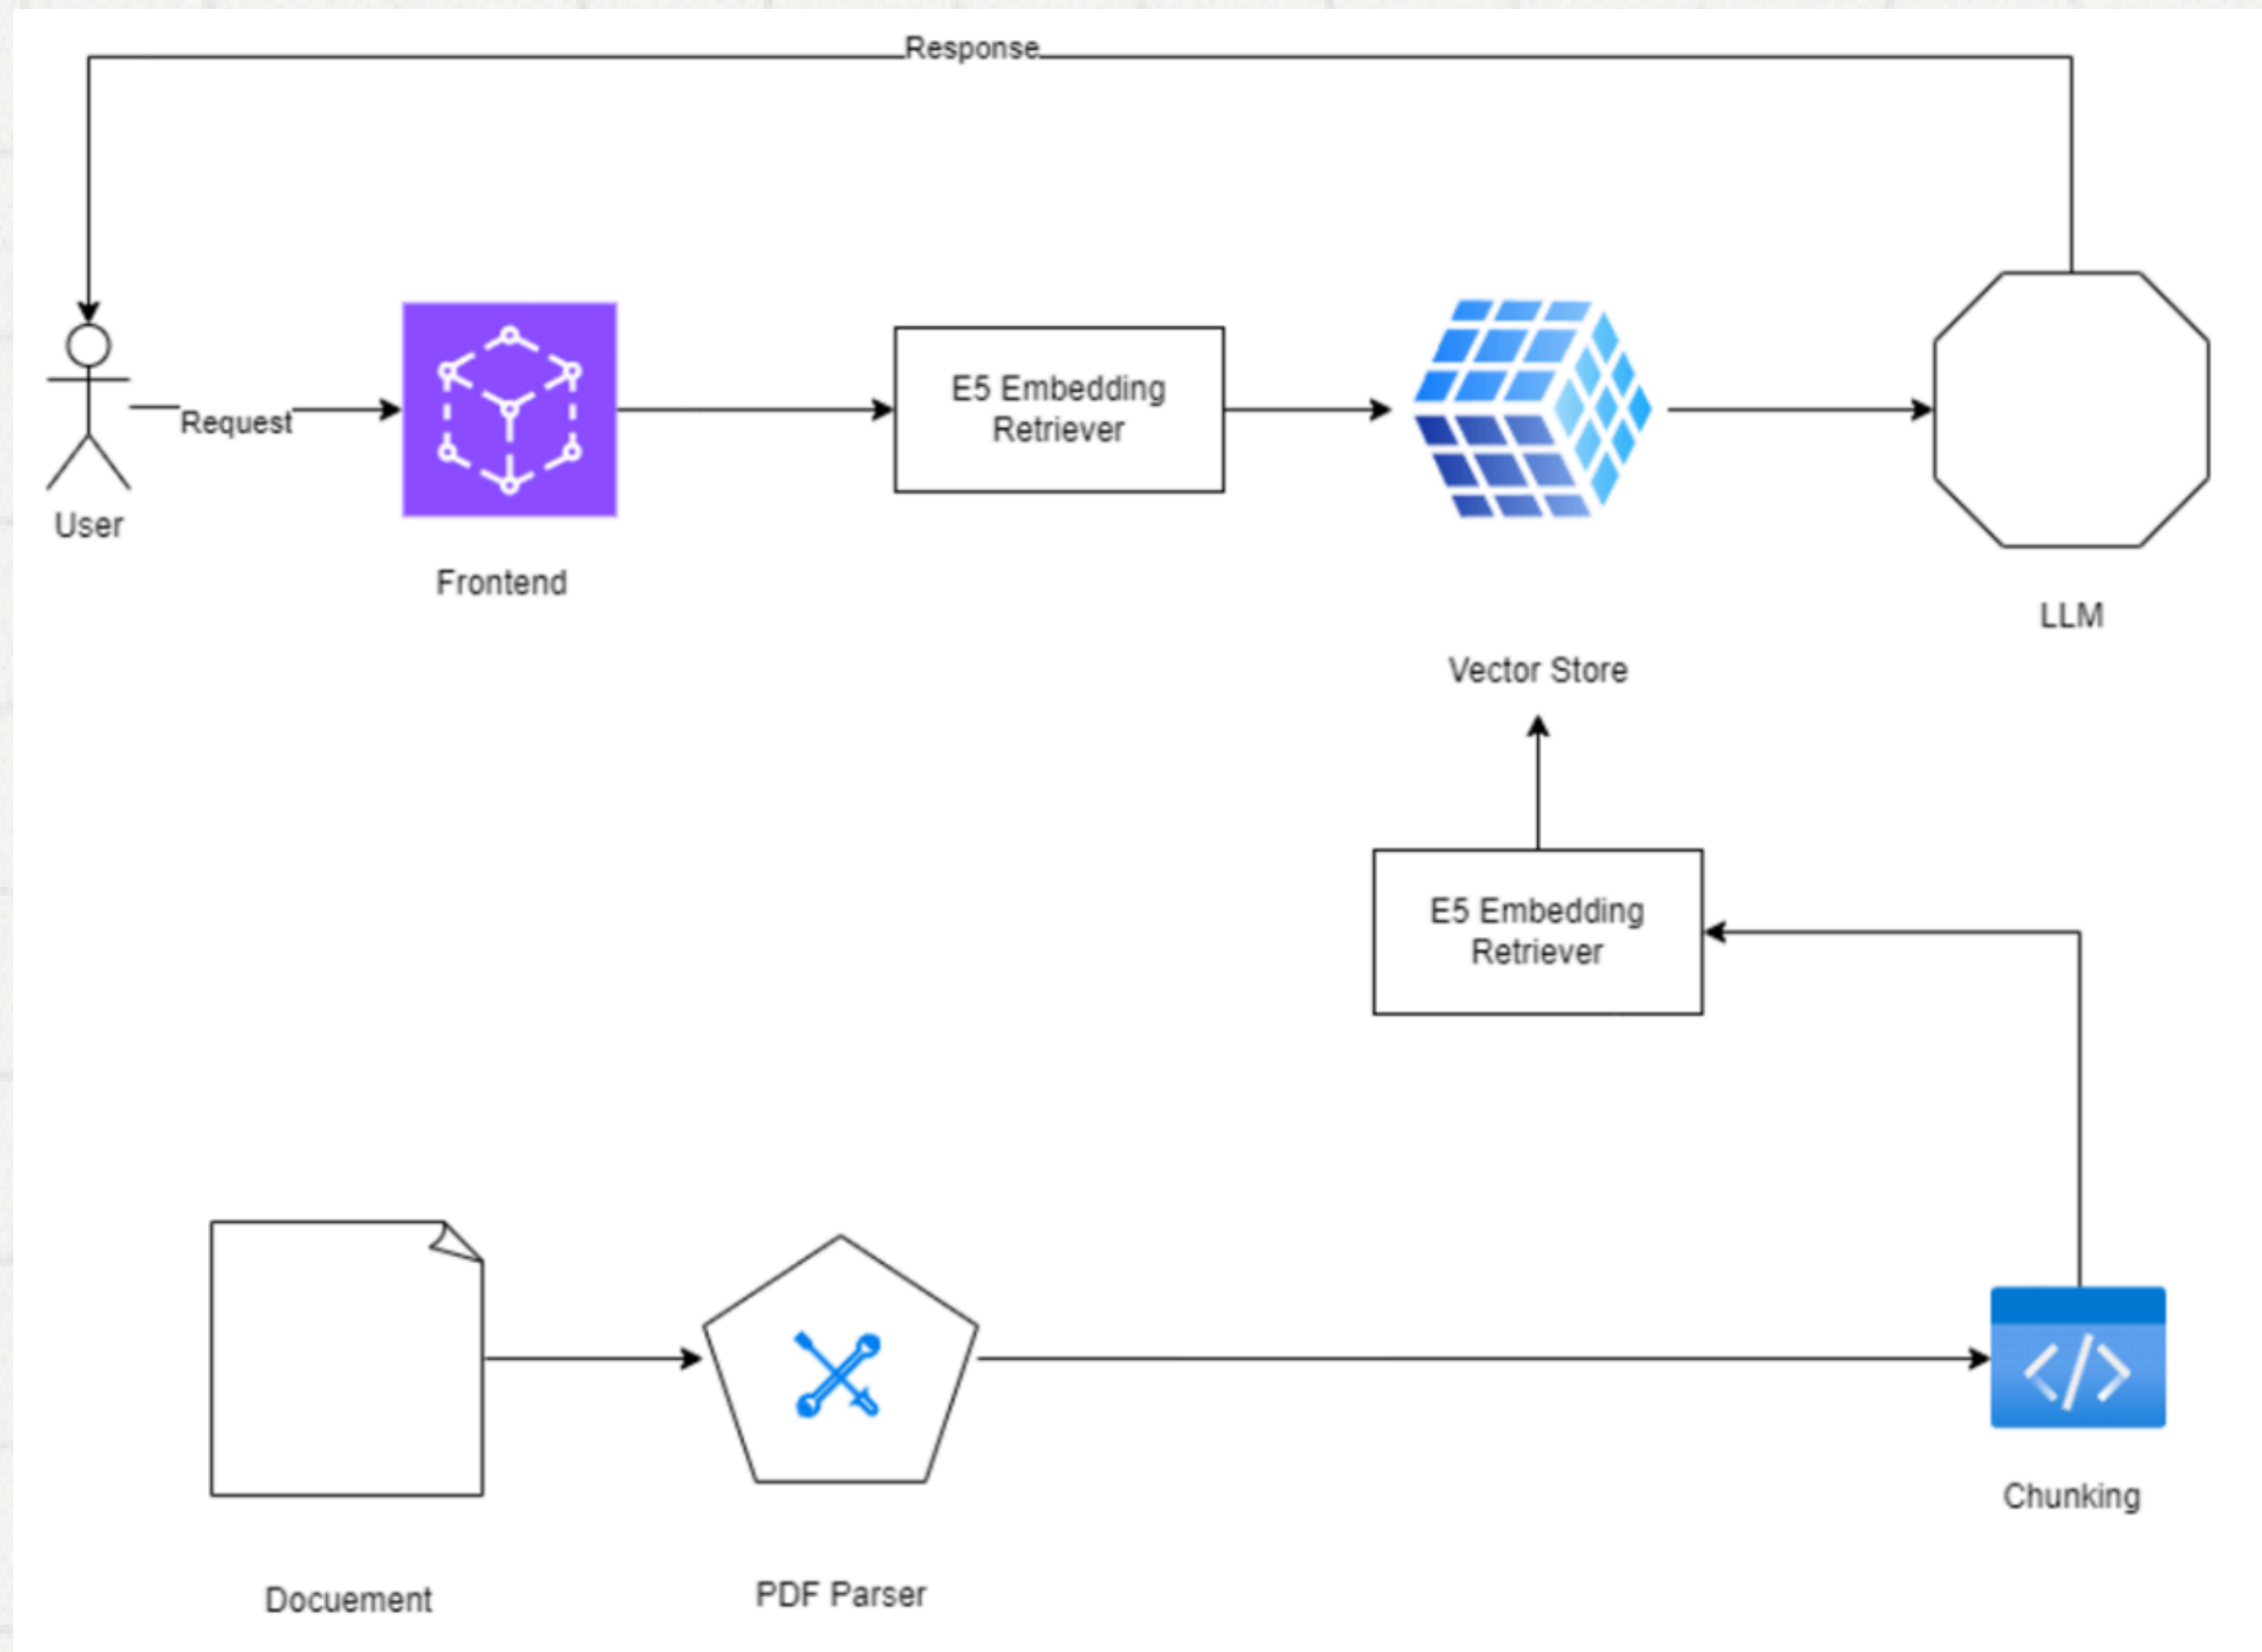 Response
Request
User
Frontend
E5 Embedding
Retriever
Vector Store
LLM
E5 Embedding
Retriever
Docuement
PDF Parser
Chunking